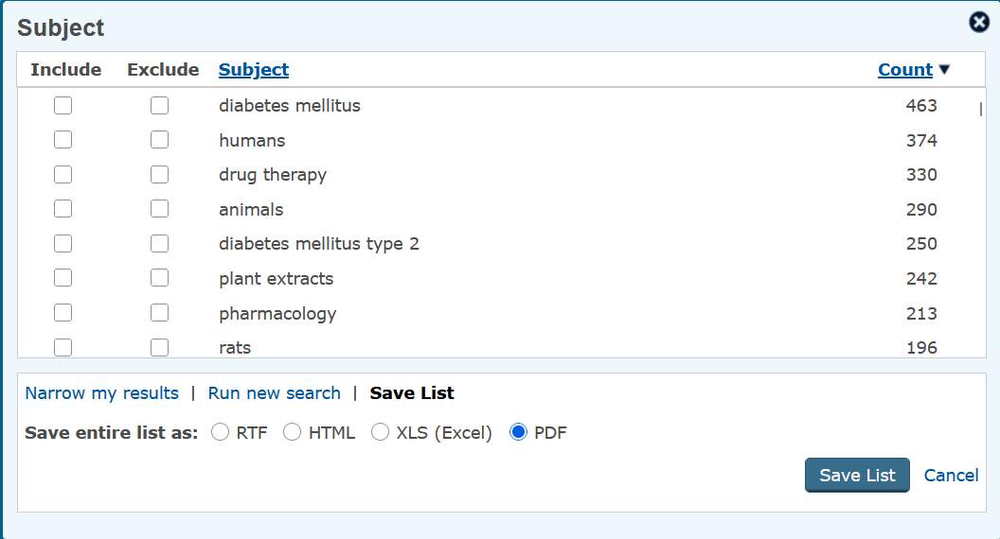 Subject
Include Exclude Subject Count ▼
diabetes mellitus 463
humans 374
drug therapy 330
animals 290
diabetes mellitus type 2 250
plant extracts 242
pharmacology 213
rats 196
Narrow my results | Run new search | Save List
Save entire list as: RTF HTML XLS (Excel) PDF
Save List Cancel